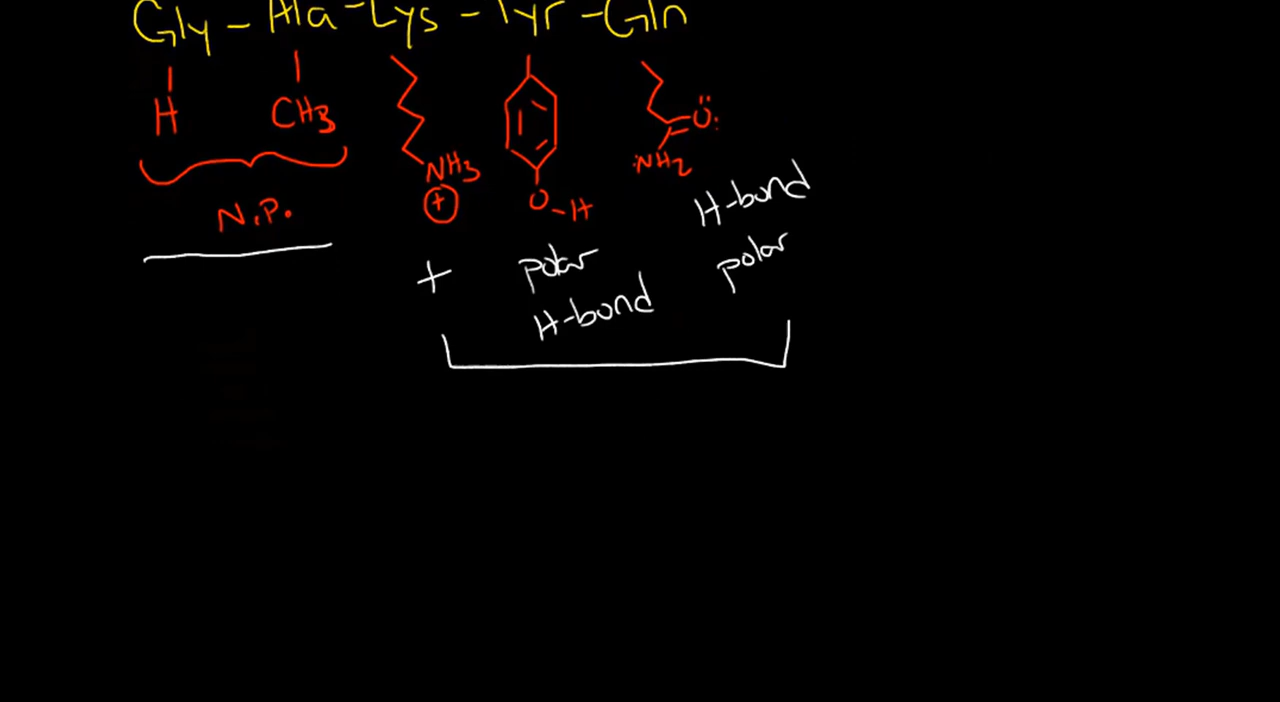 Gly - Ala - Lys - Tyr - Gln
H CH3 NH3 + O-H :NH2 Ö:
N.P.
H-bond
polar
+ polar
H-bond